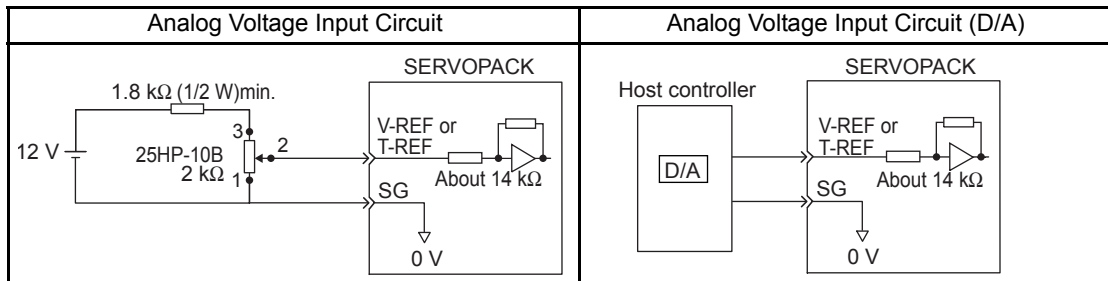 Analog Voltage Input Circuit
Analog Voltage Input Circuit (D/A)
SERVOPACK
1.8 kΩ (1/2 W)min.
3
V-REF or
T-REF
12 V
25HP-10B
2 kΩ
2
1
About 14 kΩ
SG
0 V
SERVOPACK
Host controller
V-REF or
T-REF
D/A
About 14 kΩ
SG
0 V